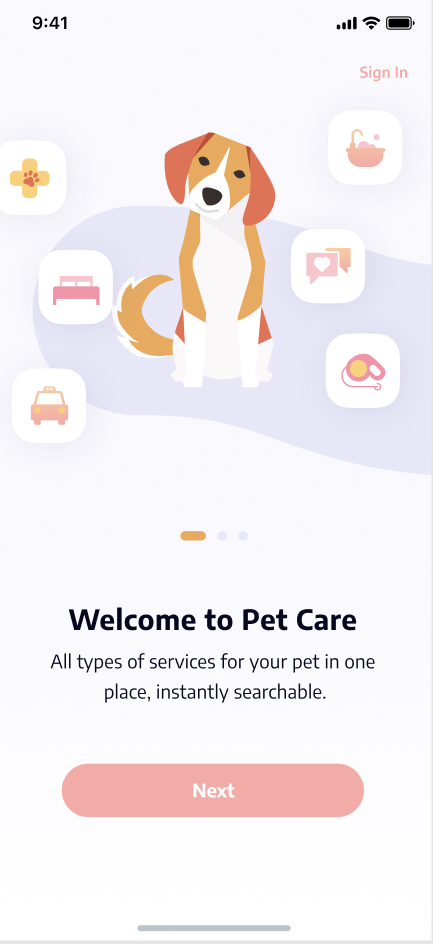 9:41
Sign In
Welcome to Pet Care
All types of services for your pet in one
place, instantly searchable.
Next